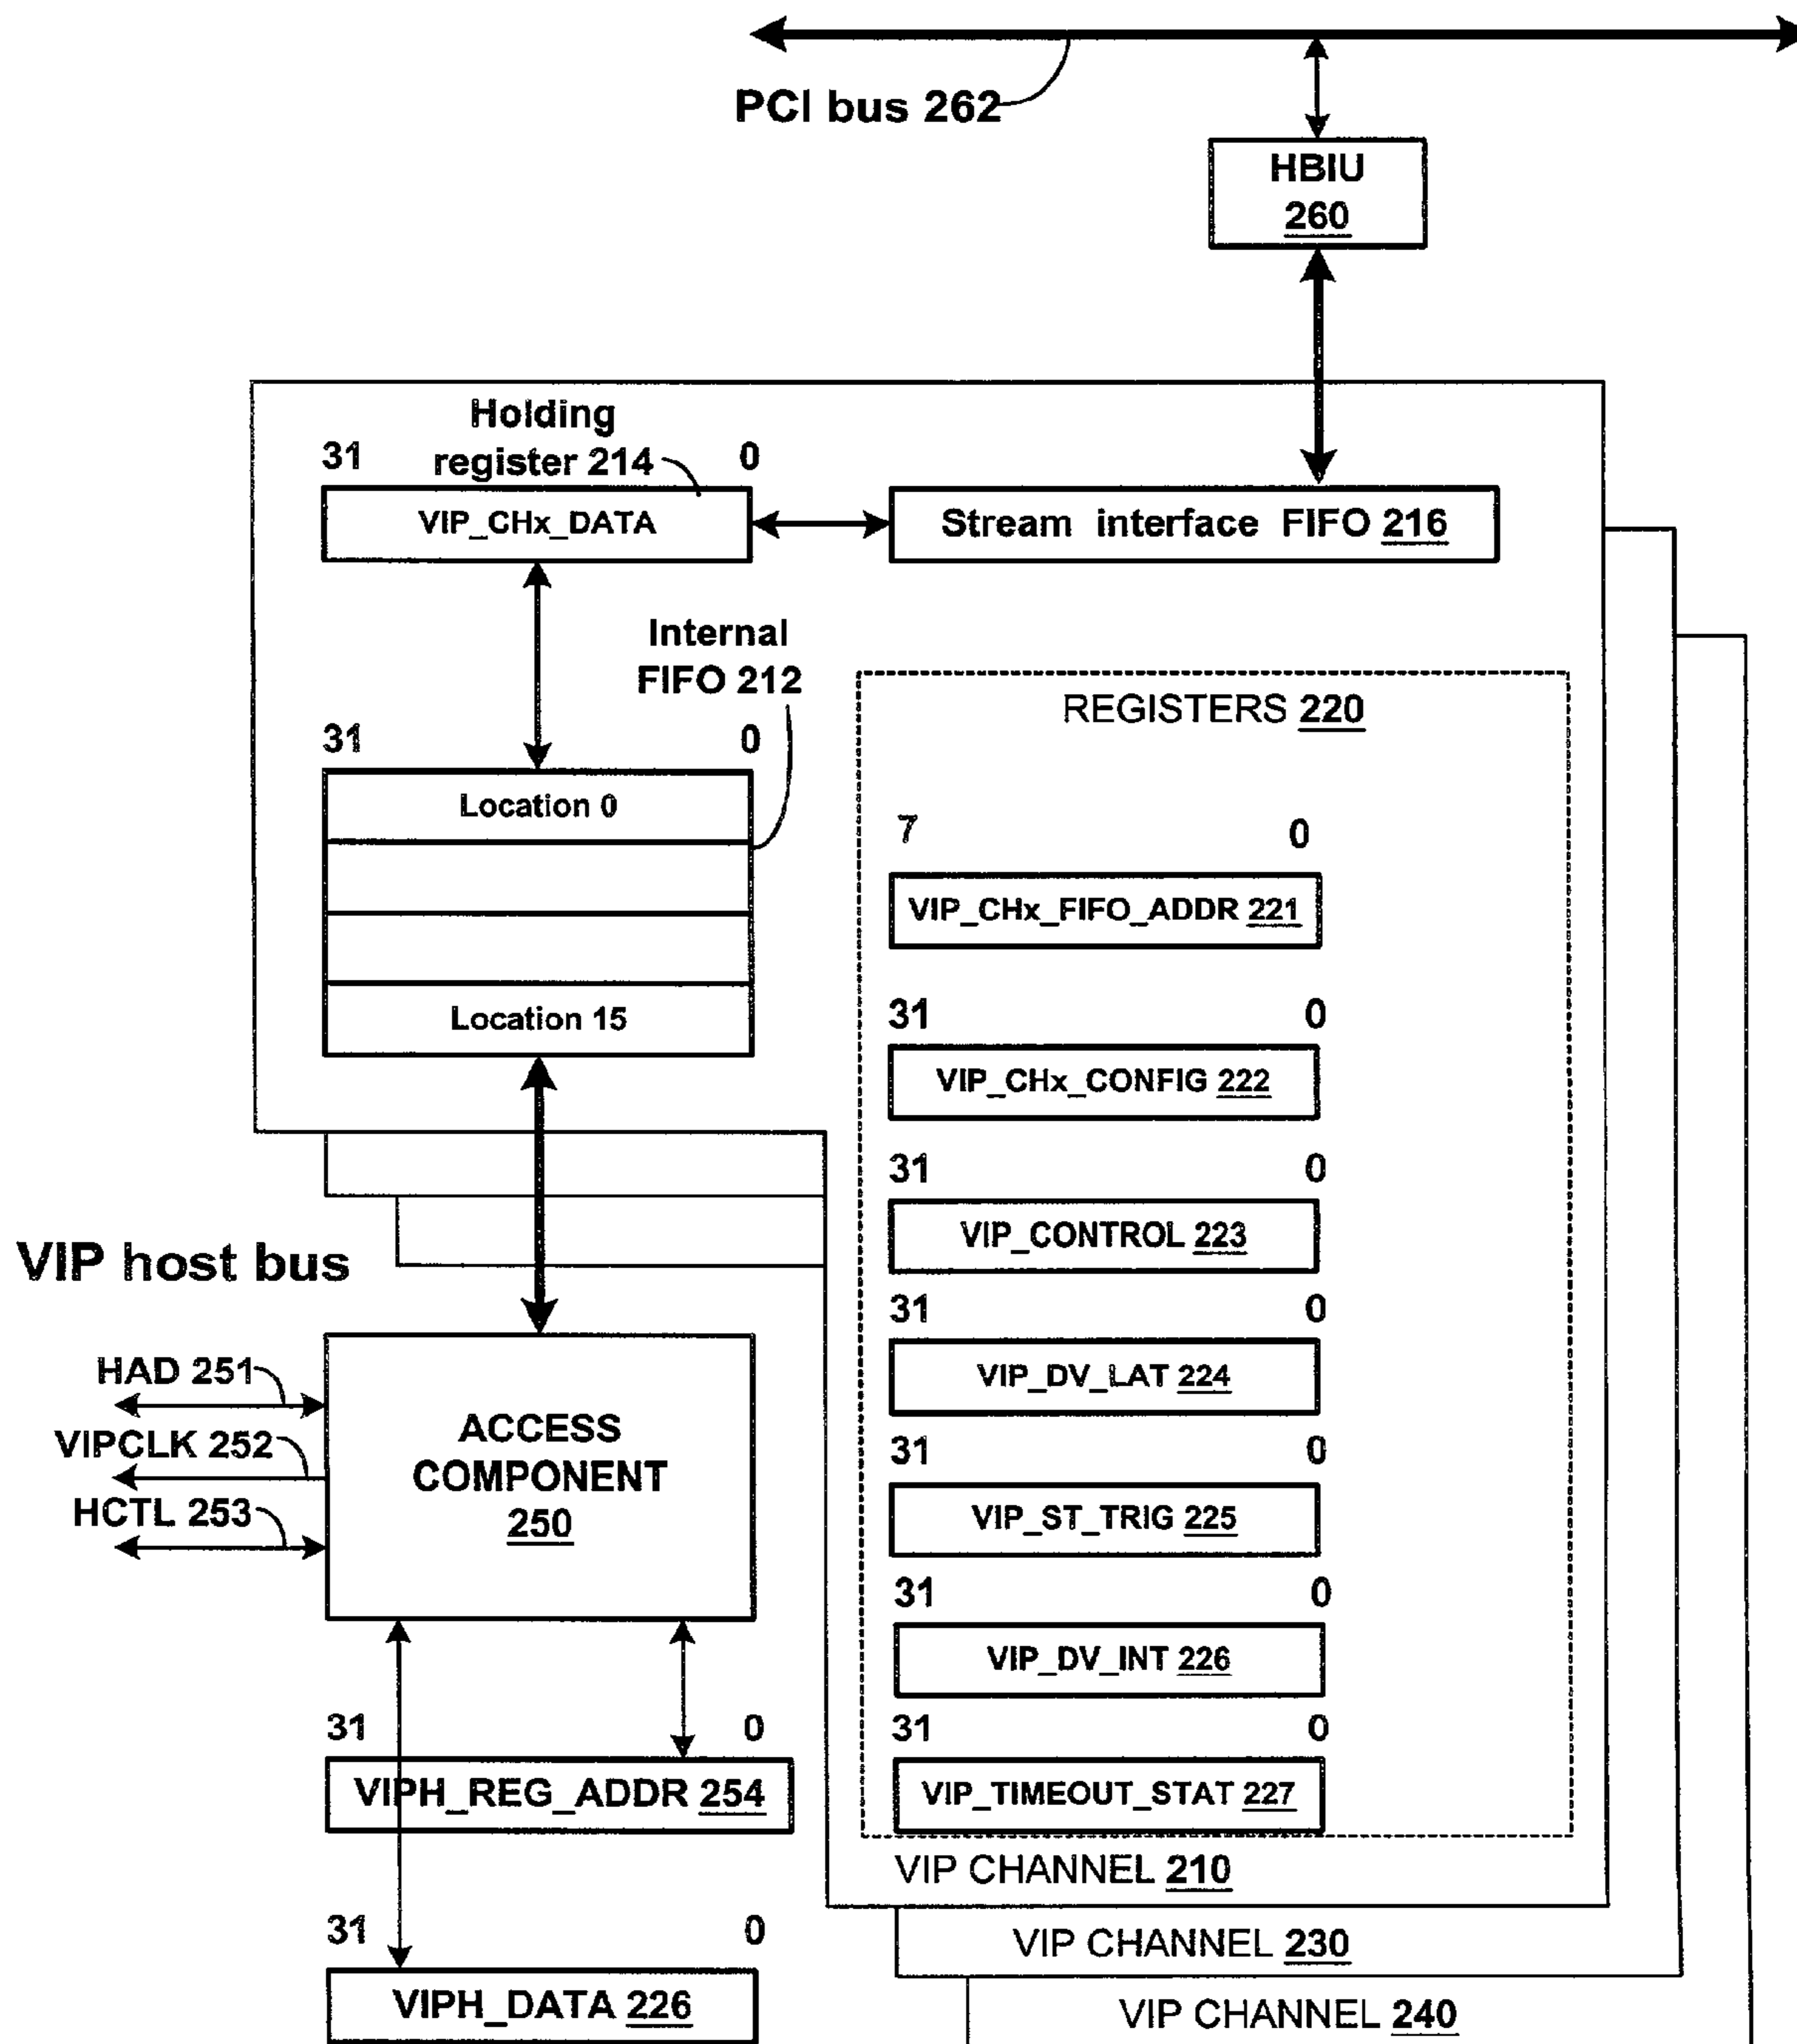 PCI bus 262
HBIU
260
Holding
register 214
31 0
VIP_CHx_DATA
Stream interface FIFO 216
Internal
FIFO 212
31 0
Location 0
Location 15
REGISTERS 220
7 0
VIP_CHx_FIFO_ADDR 221
31 0
VIP_CHx_CONFIG 222
31 0
VIP_CONTROL 223
31 0
VIP_DV_LAT 224
31 0
VIP_ST_TRIG 225
31 0
VIP_DV_INT 226
31 0
VIP_TIMEOUT_STAT 227
VIP CHANNEL 210
VIP CHANNEL 230
VIP CHANNEL 240
VIP host bus
HAD 251
VIPCLK 252
HCTL 253
ACCESS
COMPONENT
250
31 0
VIPH_REG_ADDR 254
31 0
VIPH_DATA 226